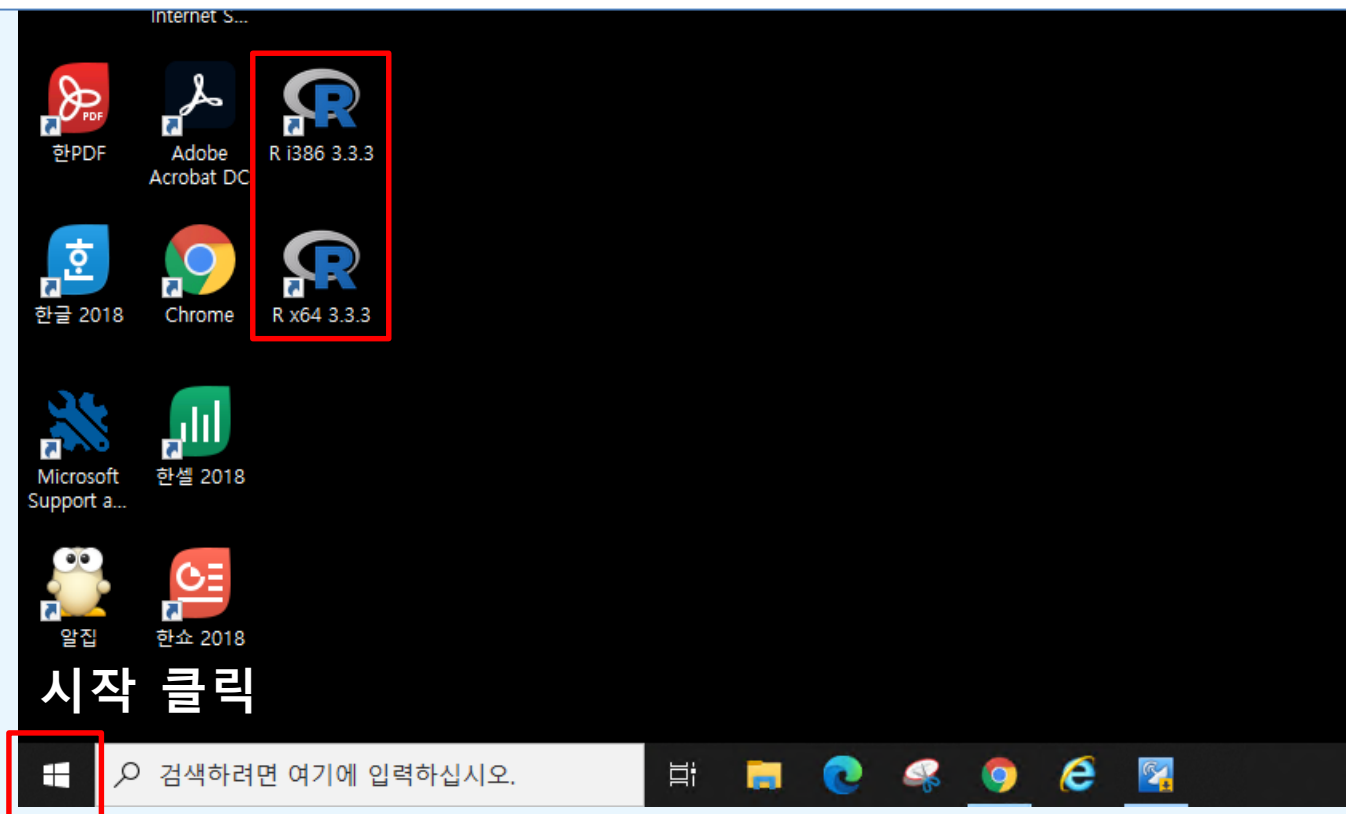 Internet S...
한PDF
Adobe
Acrobat DC
R i386 3.3.3
한글 2018
Chrome
R x64 3.3.3
Microsoft
Support a...
한셀 2018
알집
한쇼 2018
시작 클릭
검색하려면 여기에 입력하십시오.